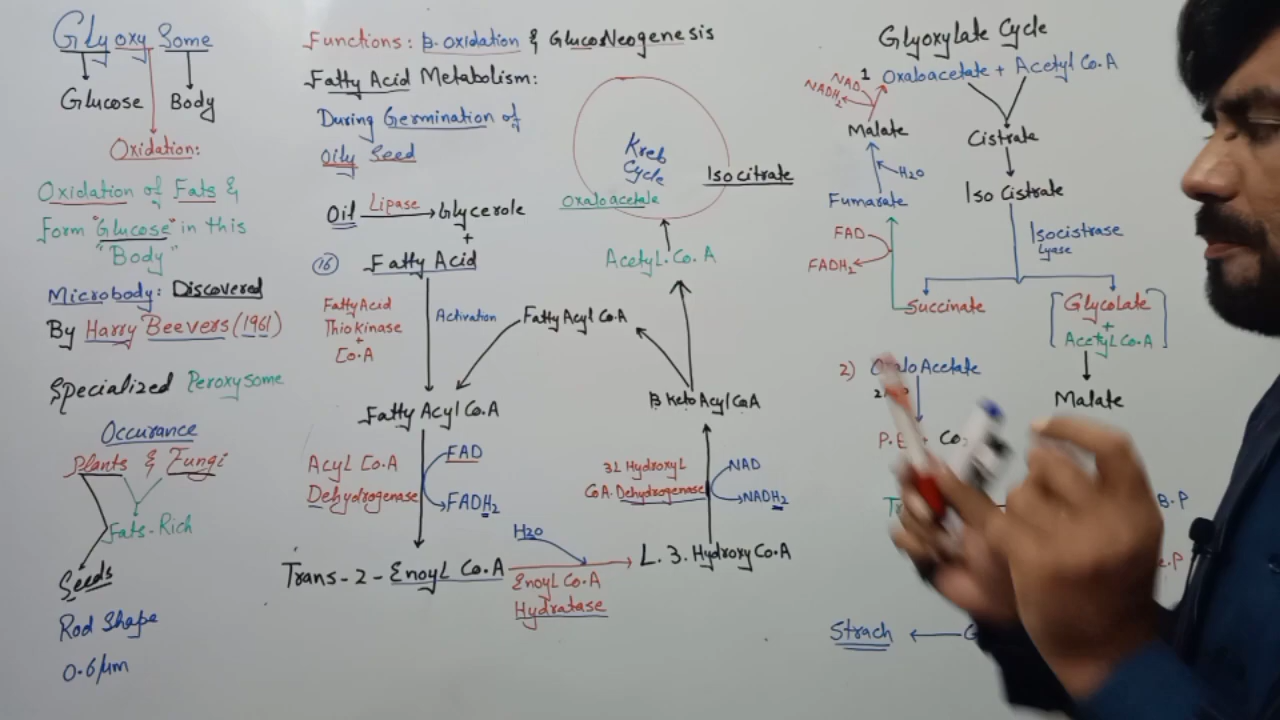 Glyoxy Some
Glucose Body
Oxidation:
Oxidation of Fats &
form "Glucose" in this
"Body"
Microbody: Discovered
By Harry Beevers (1961)
Specialized Peroxysome
Occurance
Plants & Fungi
Fats-Rich
Seeds
Rod Shape
0.6μm
Functions: B. Oxidation & GlucoNeogenesis
Fatty Acid Metabolism:
During Germination of
Oily Seed
Oil Lipase Glycerole
+
(16) Fatty Acid
Fatty Acid
Thiokinase
+
Co.A
Activation
Fatty Acyl Co.A
Fatty Acyl Co.A
Acyl Co.A
Dehydrogenase
FAD
FADH2
Trans-2-Enoyl Co.A
H2O
Enoyl Co.A
Hydratase
L. 3. Hydroxy Co.A
3L Hydroxyl
CoA. Dehydrogenase
NAD
NADH2
B Keto Acyl CoA
Acetyl. Co. A
Kreb
Cycle
Isocitrate
Oxaloacetate
Glyoxylate Cycle
1 Oxaloacetate + Acetyl Co.A
NAD
NADH2
Malate
Cistrate
H2O
Iso Cistrate
Fumarate
Isocistrase
Lyase
FAD
FADH2
Succinate
Glycolate
+
Acetyl Co.A
Malate
2) Acetate
P.E
B.P
e.P
Strach